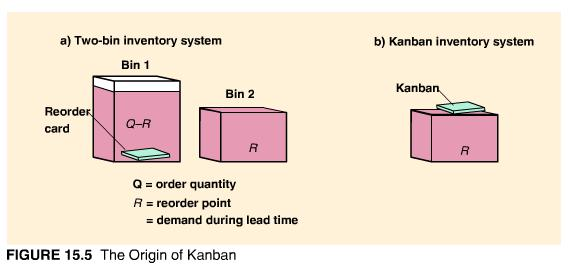 a) Two-bin inventory system
Bin 1
Bin 2
Reorder
card
Q–R
R
Q = order quantity
R = reorder point
= demand during lead time
b) Kanban inventory system
Kanban
R
FIGURE 15.5 The Origin of Kanban